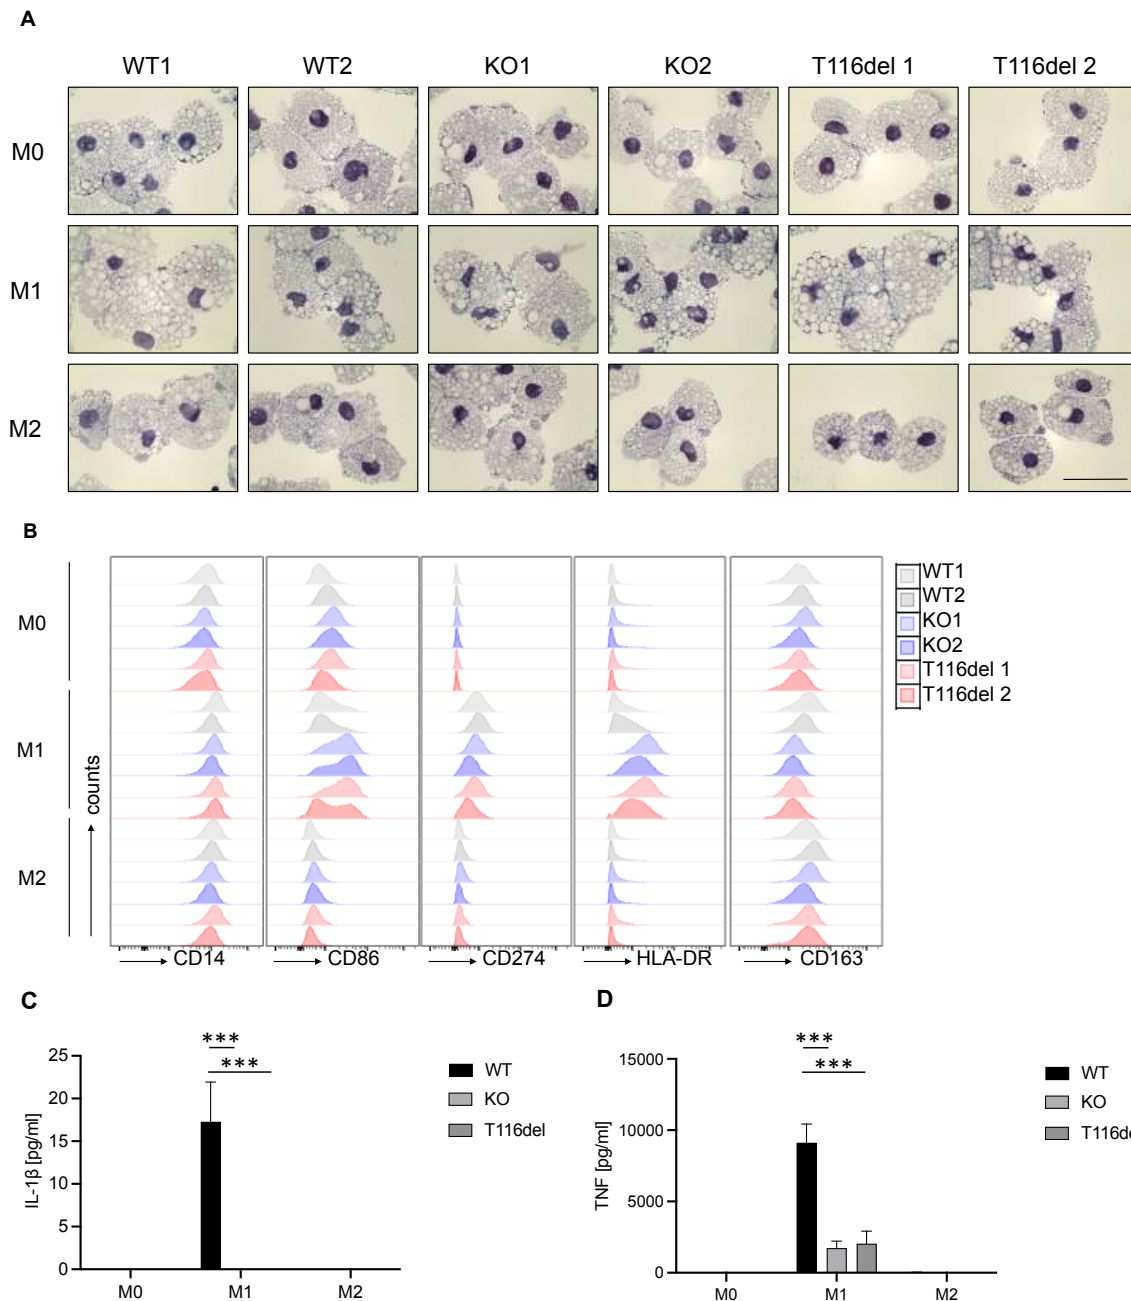 A
WT1 WT2 KO1 KO2 T116del 1 T116del 2
M0
M1
M2
B
M0
M1
M2
counts
CD14 CD86 CD274 HLA-DR CD163
WT1
WT2
KO1
KO2
T116del 1
T116del 2
C
***
***
25
20
15
10
5
0
IL-1β [pg/ml]
M0 M1 M2
WT
KO
T116del
D
***
***
15000
10000
5000
0
TNF [pg/ml]
M0 M1 M2
WT
KO
T116de